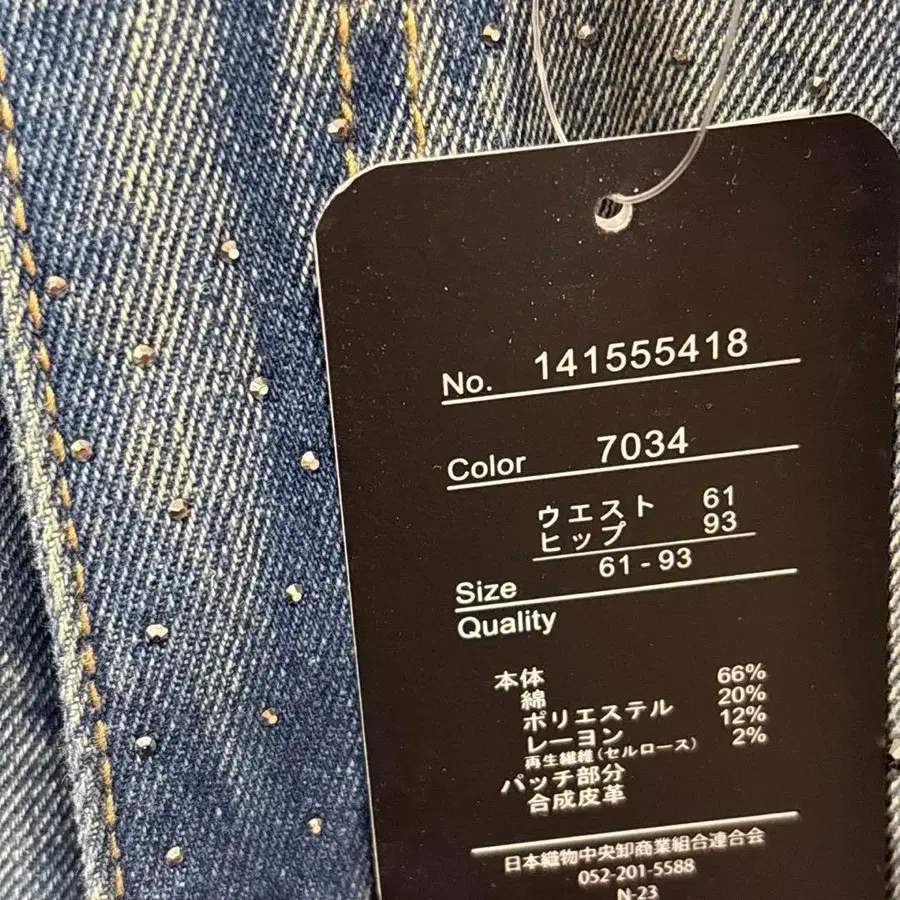 No. 141555418
Color 7034
ウエスト 61
ヒップ 93
61-93
Size
Quality
本体
綿 66%
ポリエステル 20%
レーヨン 12%
再生繊維(セルロース) 2%
パッチ部分
合成皮革
日本織物中央卸商業組合連合会
052-201-5588
N-23